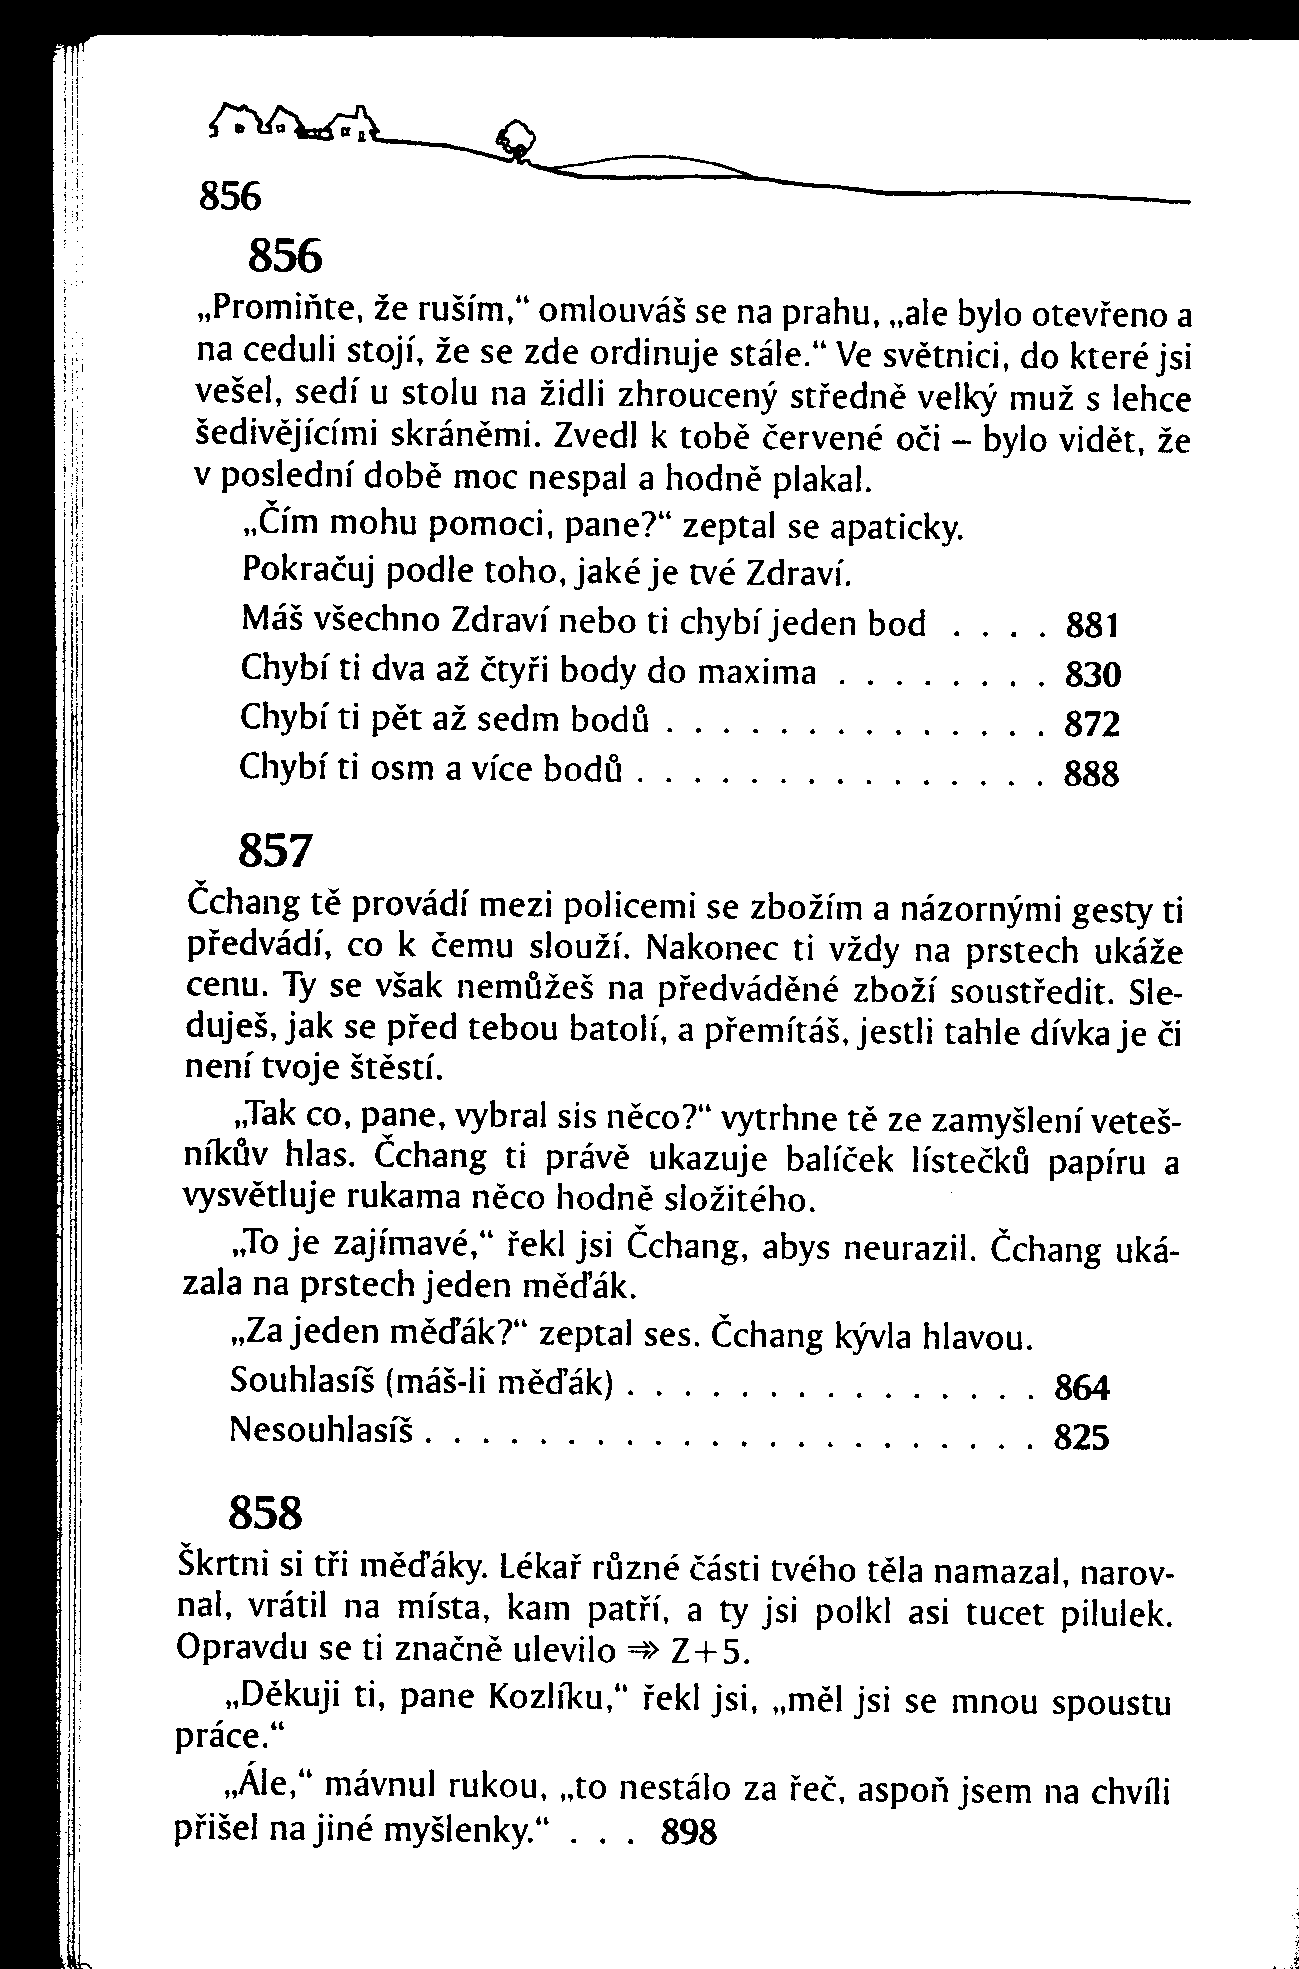 856
856
„Promiňte, že ruším,“ omlouváš se na prahu, „ale bylo otevřeno a
na ceduli stojí, že se zde ordinuje stále.“ Ve světnici, do které jsi
vešel, sedí u stolu na židli zhroucený středně velký muž s lehce
šedivějícími skráněmi. Zvedl k tobě červené oči – bylo vidět, že
v poslední době moc nespal a hodně plakal.
„Čím mohu pomoci, pane?“ zeptal se apaticky.
Pokračuj podle toho, jaké je tvé Zdraví.
Máš všechno Zdraví nebo ti chybí jeden bod . . . . 881
Chybí ti dva až čtyři body do maxima . . . . . . . . 830
Chybí ti pět až sedm bodů . . . . . . . . . . . . . . 872
Chybí ti osm a více bodů . . . . . . . . . . . . . . . 888
857
Čchang tě provádí mezi policemi se zbožím a názornými gesty ti
předvádí, co k čemu slouží. Nakonec ti vždy na prstech ukáže
cenu. Ty se však nemůžeš na předváděné zboží soustředit. Sle-
duješ, jak se před tebou batolí, a přemítáš, jestli tahle dívka je či
není tvoje štěstí.
„Tak co, pane, vybral sis něco?“ vytrhne tě ze zamyšlení veteš-
níkův hlas. Čchang ti právě ukazuje balíček lístečků papíru a
vysvětluje rukama něco hodně složitého.
„To je zajímavé,“ řekl jsi Čchang, abys neurazil. Čchang uká-
zala na prstech jeden měďák.
„Za jeden měďák?“ zeptal ses. Čchang kývla hlavou.
Souhlasíš (máš-li měďák) . . . . . . . . . . . . . . . 864
Nesouhlasíš . . . . . . . . . . . . . . . . . . . . . . 825
858
Škrtni si tři měďáky. Lékař různé části tvého těla namazal, narov-
nal, vrátil na místa, kam patří, a ty jsi polkl asi tucet pilulek.
Opravdu se ti značně ulevilo ⇒ Z+5.
„Děkuji ti, pane Kozlíku,“ řekl jsi, „měl jsi se mnou spoustu
práce.“
„Ále,“ mávnul rukou, „to nestálo za řeč, aspoň jsem na chvíli
přišel na jiné myšlenky.“ . . . 898